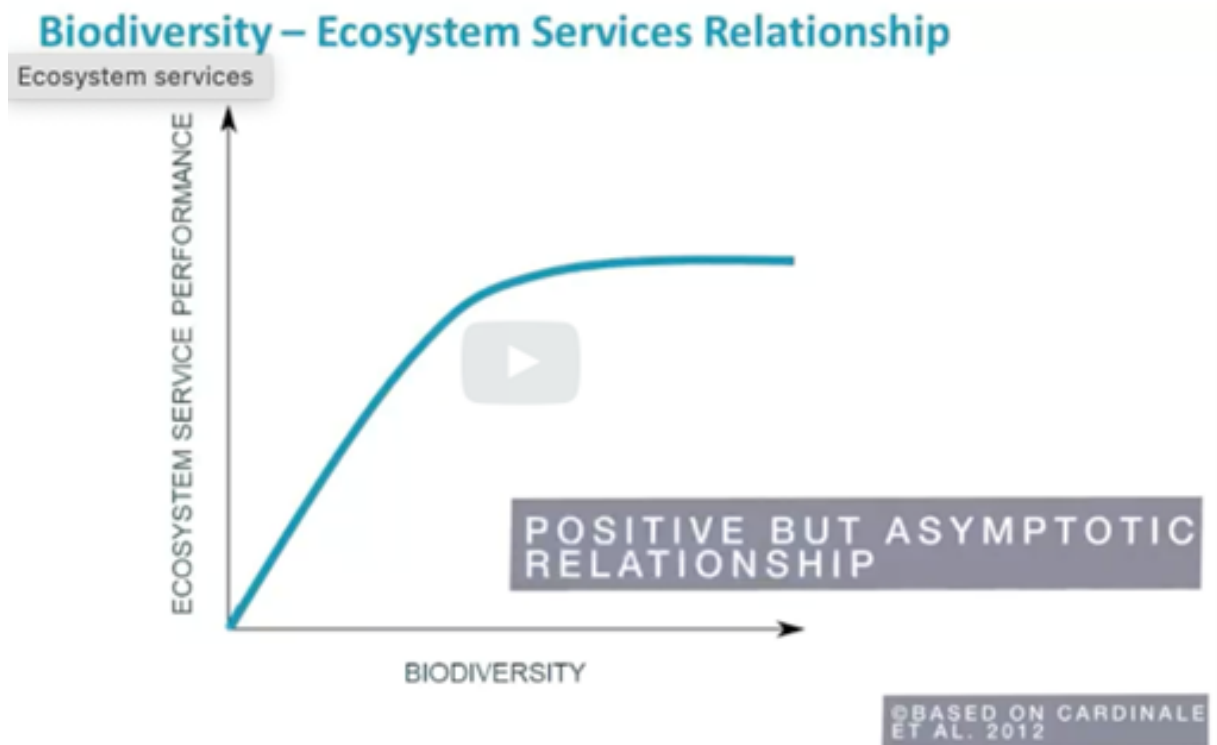 Biodiversity – Ecosystem Services Relationship
Ecosystem services
ECOSYSTEM SERVICE PERFORMANCE
POSITIVE BUT ASYMPTOTIC
RELATIONSHIP
BIODIVERSITY
©BASED ON CARDINALE
ET AL. 2012